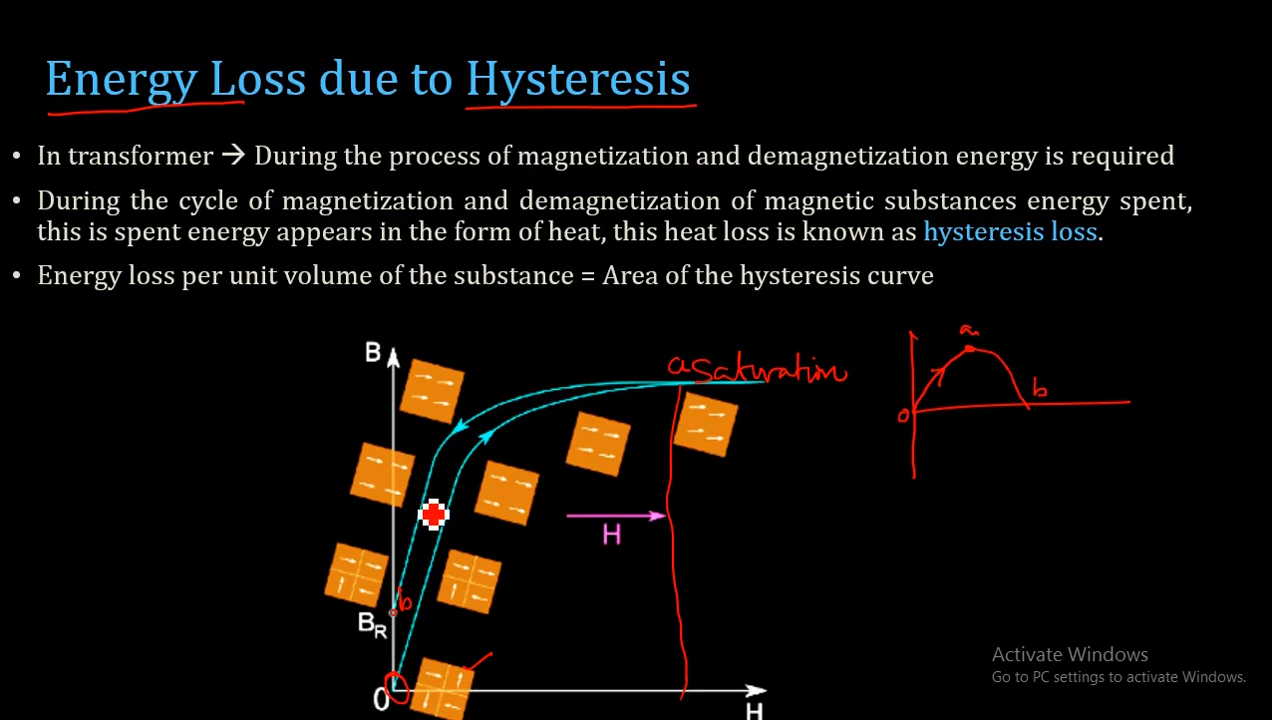 Energy Loss due to Hysteresis
• In transformer → During the process of magnetization and demagnetization energy is required
• During the cycle of magnetization and demagnetization of magnetic substances energy spent,
this is spent energy appears in the form of heat, this heat loss is known as hysteresis loss.
• Energy loss per unit volume of the substance = Area of the hysteresis curve
a
B
a saturation
b
0
H
b
BR
0
H
Activate Windows
Go to PC settings to activate Windows.